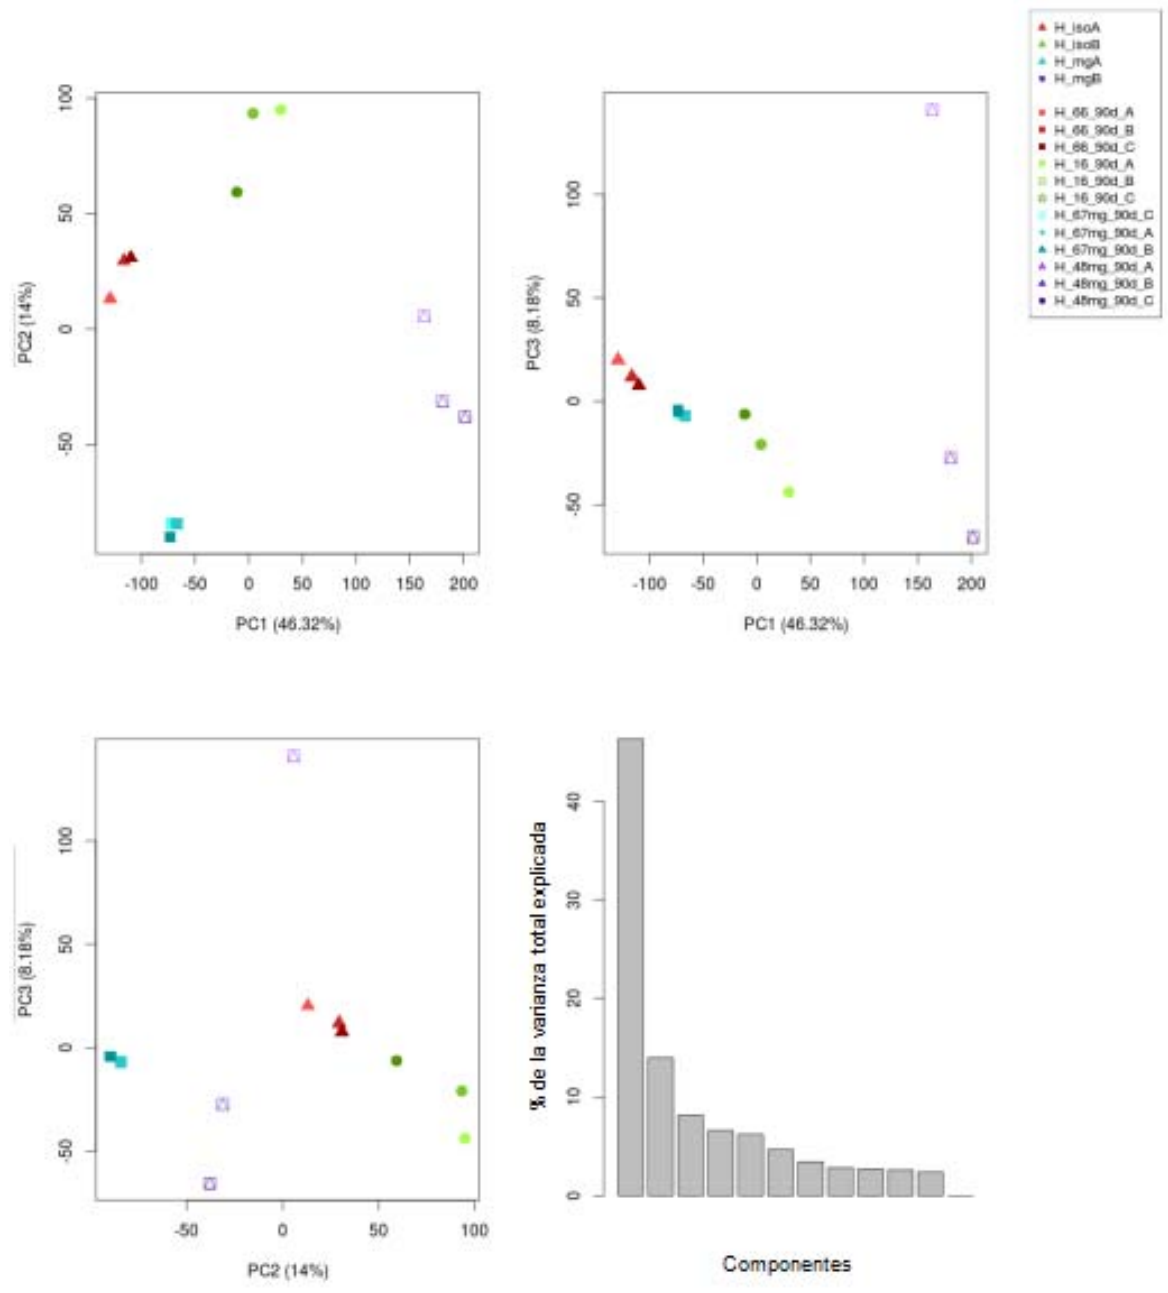 H_isoA
H_isoB
H_mgA
H_mgB
H_66_90d_A
H_66_90d_B
H_66_90d_C
H_16_90d_A
H_16_90d_B
H_16_90d_C
H_67mg_90d_C
H_67mg_90d_A
H_67mg_90d_B
H_48mg_90d_A
H_48mg_90d_B
H_48mg_90d_C
100
50
0
-50
PC2 (14%)
-100 -50 0 50 100 150 200
PC1 (46.32%)
100
50
0
-50
PC3 (8.18%)
-100 -50 0 50 100 150 200
PC1 (46.32%)
100
50
0
-50
PC3 (8.18%)
-50 0 50 100
PC2 (14%)
40
30
20
10
0
% de la varianza total explicada
Componentes